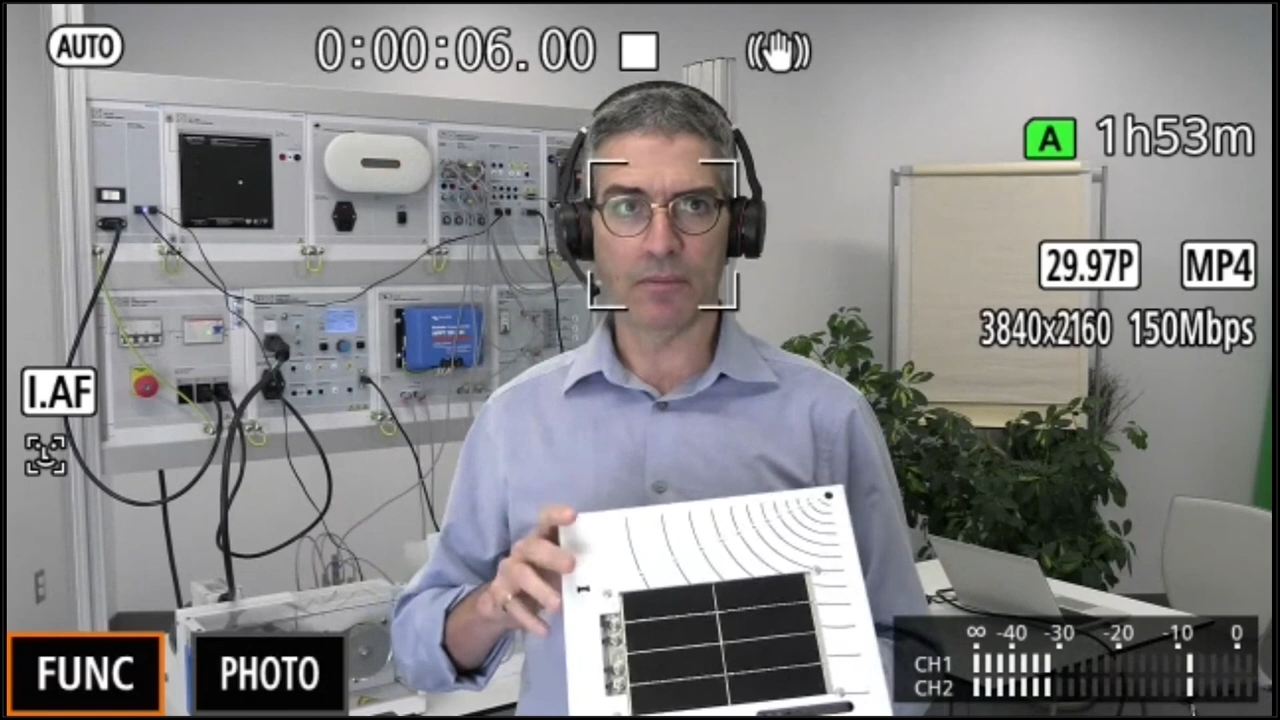 AUTO 0:00:06.00
A 1h53m
29.97P MP4
3840x2160 150Mbps
I.AF
FUNC PHOTO
∞ -40 -30 -20 -10 0
CH1
CH2